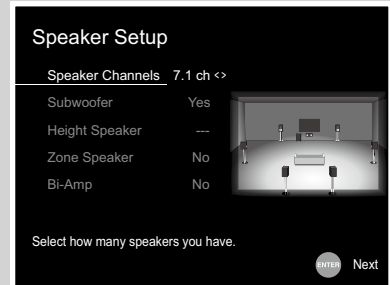 Speaker Setup
Speaker Channels 7.1 ch <>
Subwoofer Yes
Height Speaker ---
Zone Speaker No
Bi-Amp No
Select how many speakers you have.
ENTER Next